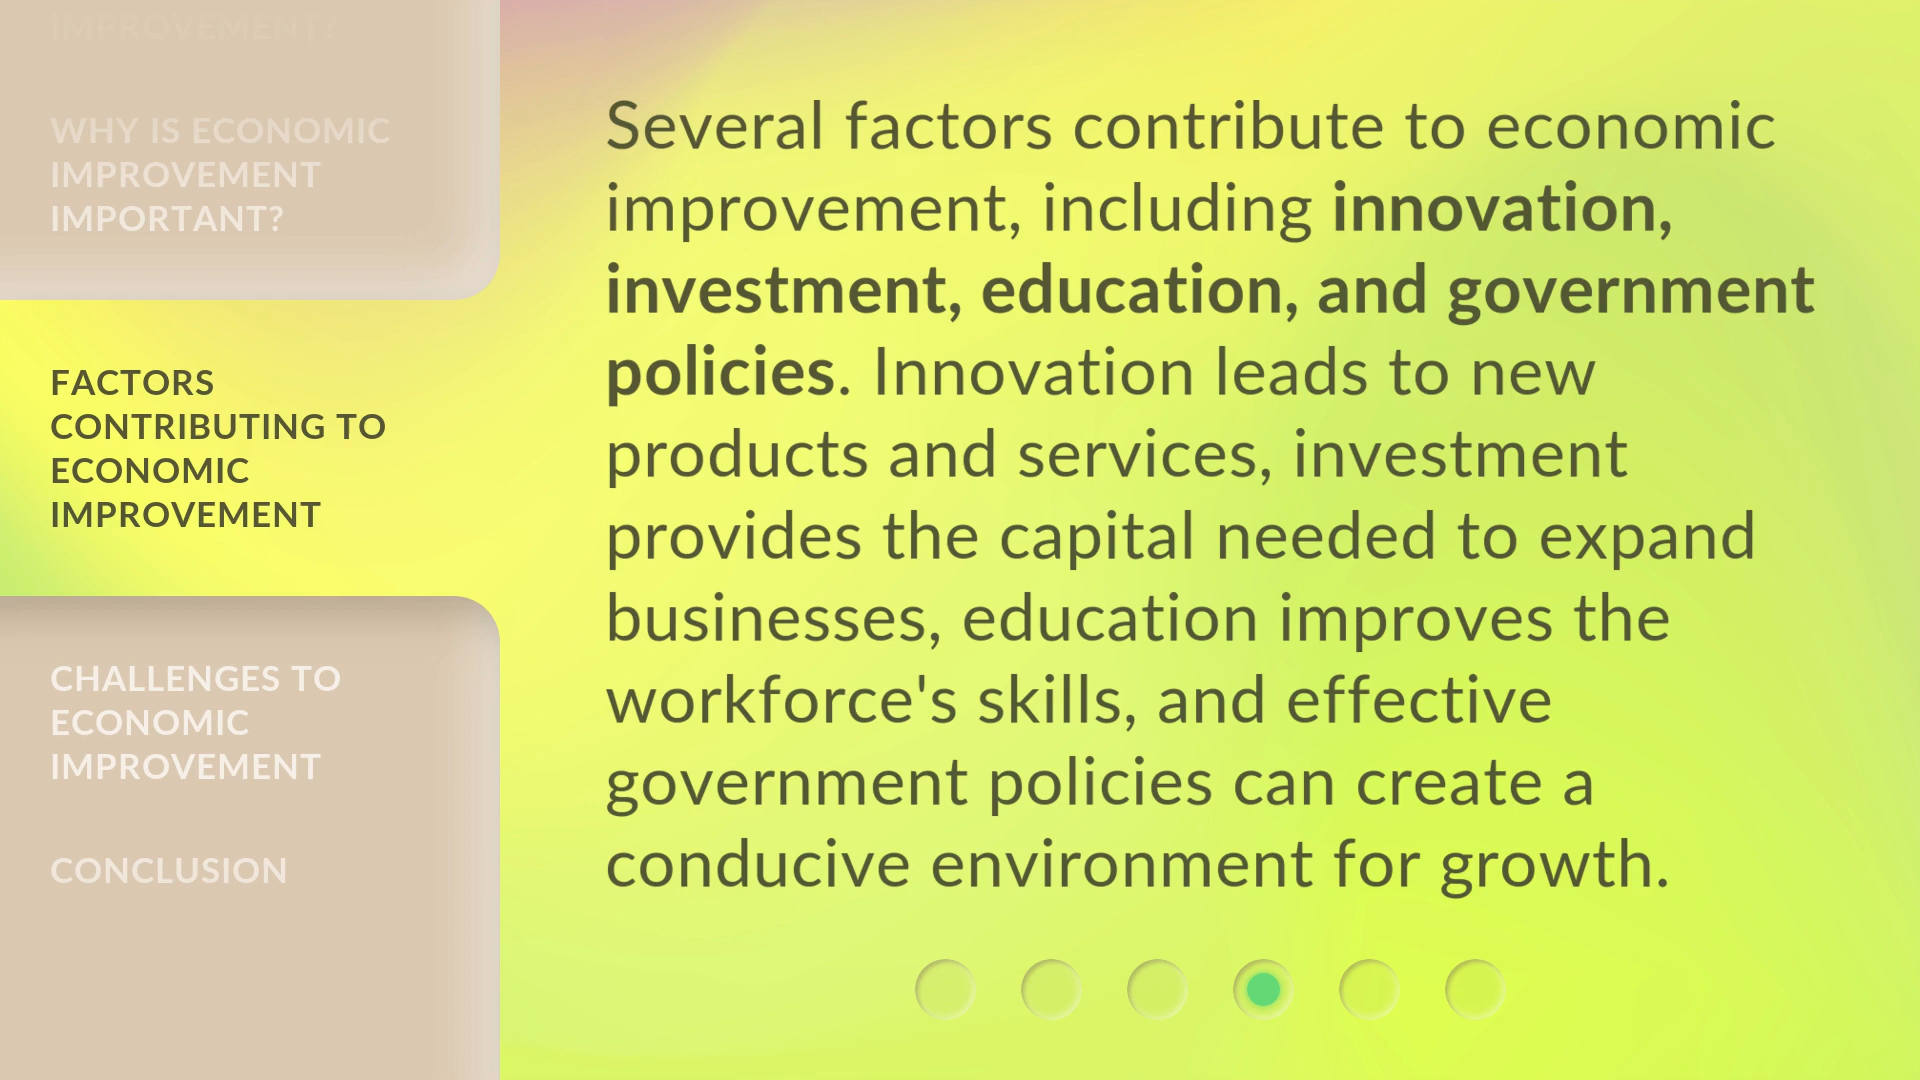 IMPROVEMENT?
WHY IS ECONOMIC
IMPROVEMENT
IMPORTANT?
FACTORS
CONTRIBUTING TO
ECONOMIC
IMPROVEMENT
CHALLENGES TO
ECONOMIC
IMPROVEMENT
CONCLUSION
Several factors contribute to economic
improvement, including innovation,
investment, education, and government
policies. Innovation leads to new
products and services, investment
provides the capital needed to expand
businesses, education improves the
workforce's skills, and effective
government policies can create a
conducive environment for growth.